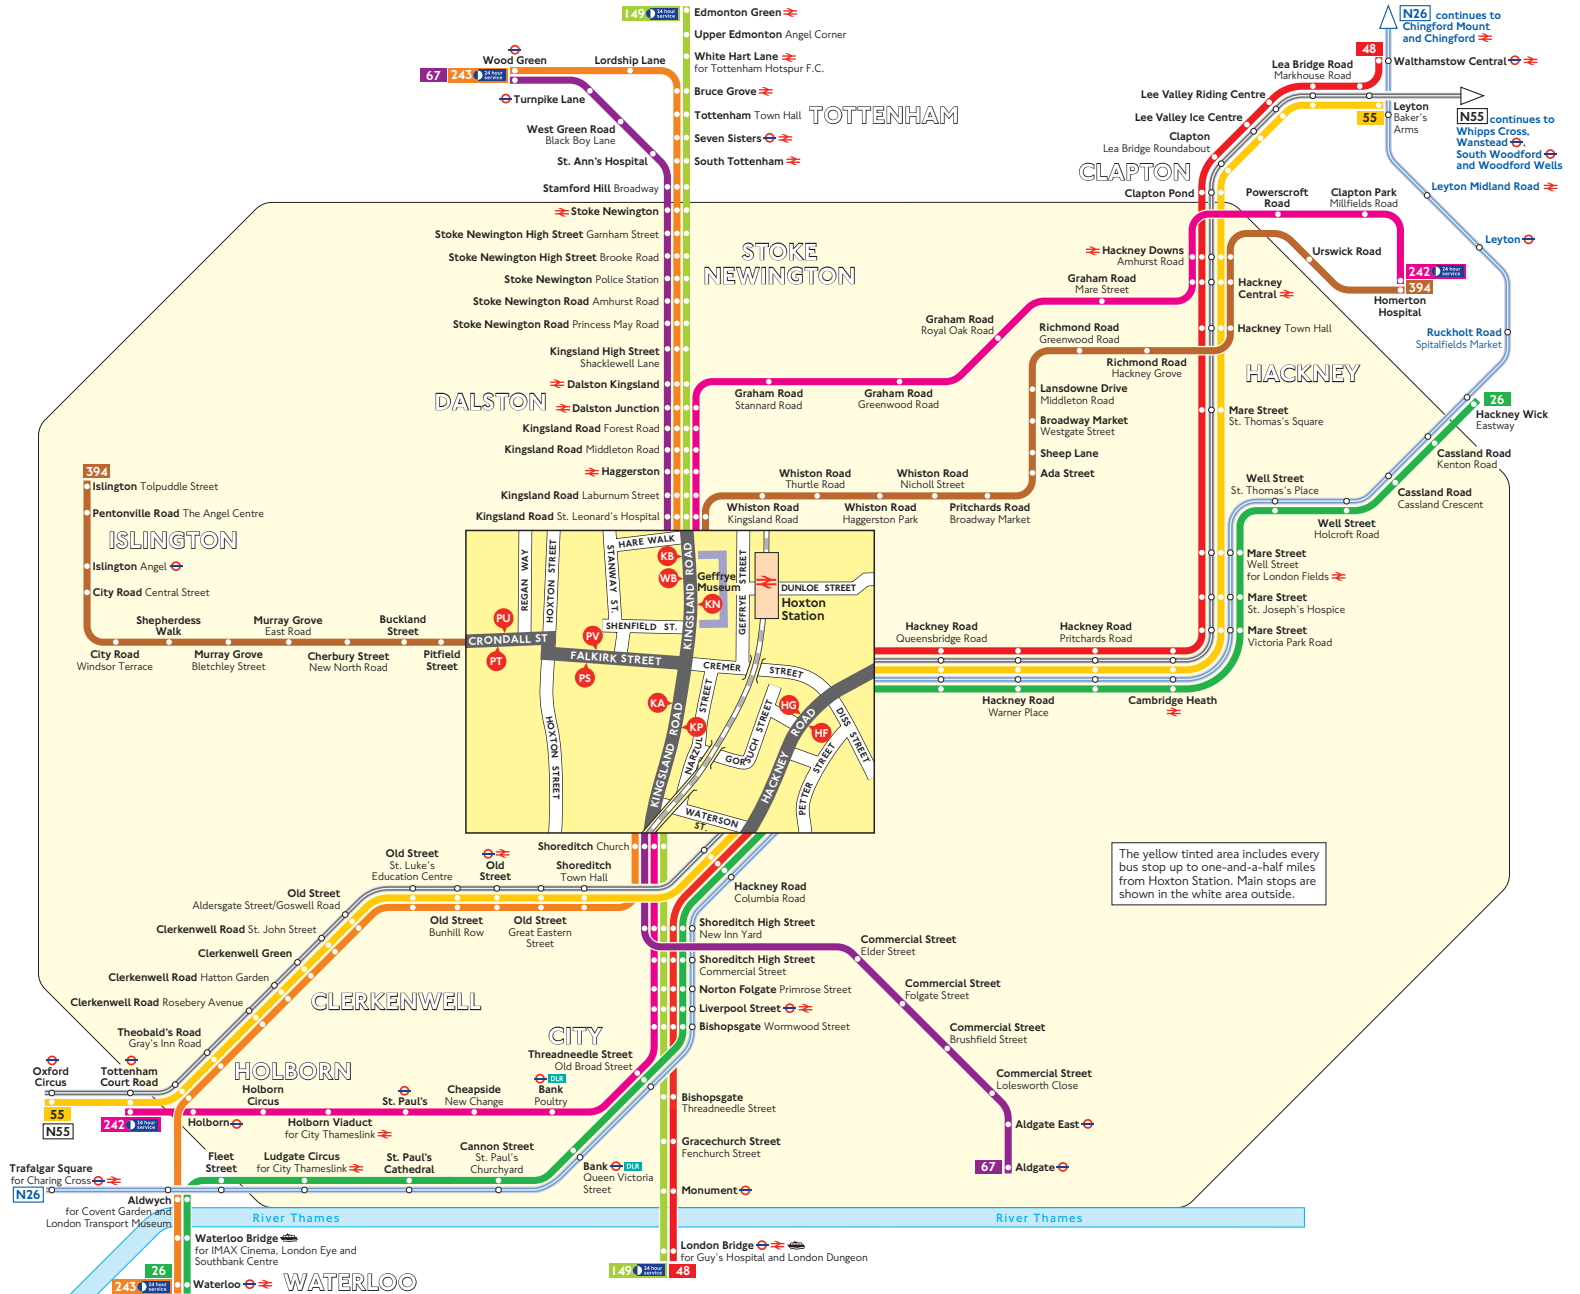 149 24 hour service
Edmonton Green
Upper Edmonton Angel Corner
White Hart Lane
for Tottenham Hotspur F.C.
Bruce Grove
Tottenham Town Hall
TOTTENHAM
Seven Sisters
South Tottenham
Wood Green
Lordship Lane
67
243 24 hour service
Turnpike Lane
West Green Road
Black Boy Lane
St. Ann's Hospital
Stamford Hill Broadway
Stoke Newington
Stoke Newington High Street Garnham Street
Stoke Newington High Street Brooke Road
Stoke Newington Police Station
Stoke Newington Road Amhurst Road
Stoke Newington Road Princess May Road
Kingsland High Street
Shacklewell Lane
Dalston Kingsland
Dalston Junction
Kingsland Road Forest Road
Kingsland Road Middleton Road
Haggerston
Kingsland Road Laburnum Street
Kingsland Road St. Leonard's Hospital
STOKE
NEWINGTON
DALSTON
N26 continues to
Chingford Mount
and Chingford
48
Walthamstow Central
Lea Bridge Road
Markhouse Road
Lee Valley Riding Centre
Lee Valley Ice Centre
Clapton
Lea Bridge Roundabout
CLAPTON
Clapton Pond
55
Leyton
Baker's
Arms
N55 continues to
Whipps Cross,
Wanstead,
South Woodford
and Woodford Wells
Leyton Midland Road
Leyton
Powerscroft
Road
Clapton Park
Millfields Road
Hackney Downs
Amhurst Road
Urswick Road
242 24 hour service
394
Homerton
Hospital
Graham Road
Mare Street
Hackney
Central
Graham Road
Royal Oak Road
Richmond Road
Greenwood Road
Hackney Town Hall
Ruckholt Road
Spitalfields Market
Richmond Road
Hackney Grove
HACKNEY
Graham Road
Stannard Road
Graham Road
Greenwood Road
Lansdowne Drive
Middleton Road
Broadway Market
Westgate Street
Sheep Lane
Ada Street
Mare Street
St. Thomas's Square
26
Hackney Wick
Eastway
Cassland Road
Kenton Road
Cassland Road
Cassland Crescent
Well Street
St. Thomas's Place
Well Street
Holcroft Road
Whiston Road
Thurtle Road
Whiston Road
Nicholl Street
Whiston Road
Kingsland Road
Whiston Road
Haggerston Park
Pritchards Road
Broadway Market
Mare Street
Well Street
for London Fields
Mare Street
St. Joseph's Hospice
Mare Street
Victoria Park Road
394
Islington Tolpuddle Street
Pentonville Road The Angel Centre
ISLINGTON
Islington Angel
City Road Central Street
Shepherdess
Walk
Murray Grove
East Road
Buckland
Street
City Road
Windsor Terrace
Murray Grove
Bletchley Street
Cherbury Street
New North Road
Pitfield
Street
REGAN WAY
HOXTON STREET
STANWAY ST.
HARE WALK
KINGSLAND ROAD
GEFFRYE STREET
KB
WB
KN
Geffrye
Museum
DUNLOE STREET
Hoxton
Station
PU
PV
SHENFIELD ST.
CRONDALL ST
FALKIRK STREET
CREMER STREET
PT
PS
KA
KP
HG
HF
HOXTON STREET
KINGSLAND ROAD
NARZUL STREET
GORSUCH STREET
HACKNEY ROAD
DISS STREET
PETTER STREET
WATERSON
ST.
Hackney Road
Queensbridge Road
Hackney Road
Pritchards Road
Hackney Road
Warner Place
Cambridge Heath
The yellow tinted area includes every
bus stop up to one-and-a-half miles
from Hoxton Station. Main stops are
shown in the white area outside.
Shoreditch Church
Old Street
St. Luke's
Education Centre
Old
Street
Shoreditch
Town Hall
Old Street
Aldersgate Street/Goswell Road
Clerkenwell Road St. John Street
Clerkenwell Green
Clerkenwell Road Hatton Garden
Clerkenwell Road Rosebery Avenue
Theobald's Road
Gray's Inn Road
Old Street
Bunhill Row
Old Street
Great Eastern
Street
Hackney Road
Columbia Road
Shoreditch High Street
New Inn Yard
Shoreditch High Street
Commercial Street
Norton Folgate Primrose Street
Liverpool Street
Bishopsgate Wormwood Street
Commercial Street
Elder Street
Commercial Street
Folgate Street
Commercial Street
Brushfield Street
Commercial Street
Lolesworth Close
Aldgate East
67
Aldgate
CLERKENWELL
CITY
HOLBORN
Threadneedle Street
Old Broad Street
Oxford
Circus
Tottenham
Court Road
55
N55
242 24 hour service
Holborn
Holborn
Circus
Holborn Viaduct
for City Thameslink
St. Paul's
Cheapside
New Change
DLR
Bank
Poultry
Bishopsgate
Threadneedle Street
Gracechurch Street
Fenchurch Street
Monument
Trafalgar Square
for Charing Cross
N26
Fleet
Street
Ludgate Circus
for City Thameslink
St. Paul's
Cathedral
Cannon Street
St. Paul's
Churchyard
Bank DLR
Queen Victoria
Street
Aldwych
for Covent Garden and
London Transport Museum
River Thames
River Thames
Waterloo Bridge
for IMAX Cinema, London Eye and
Southbank Centre
26
243 24 hour service
Waterloo
WATERLOO
London Bridge
for Guy's Hospital and London Dungeon
149 24 hour service
48